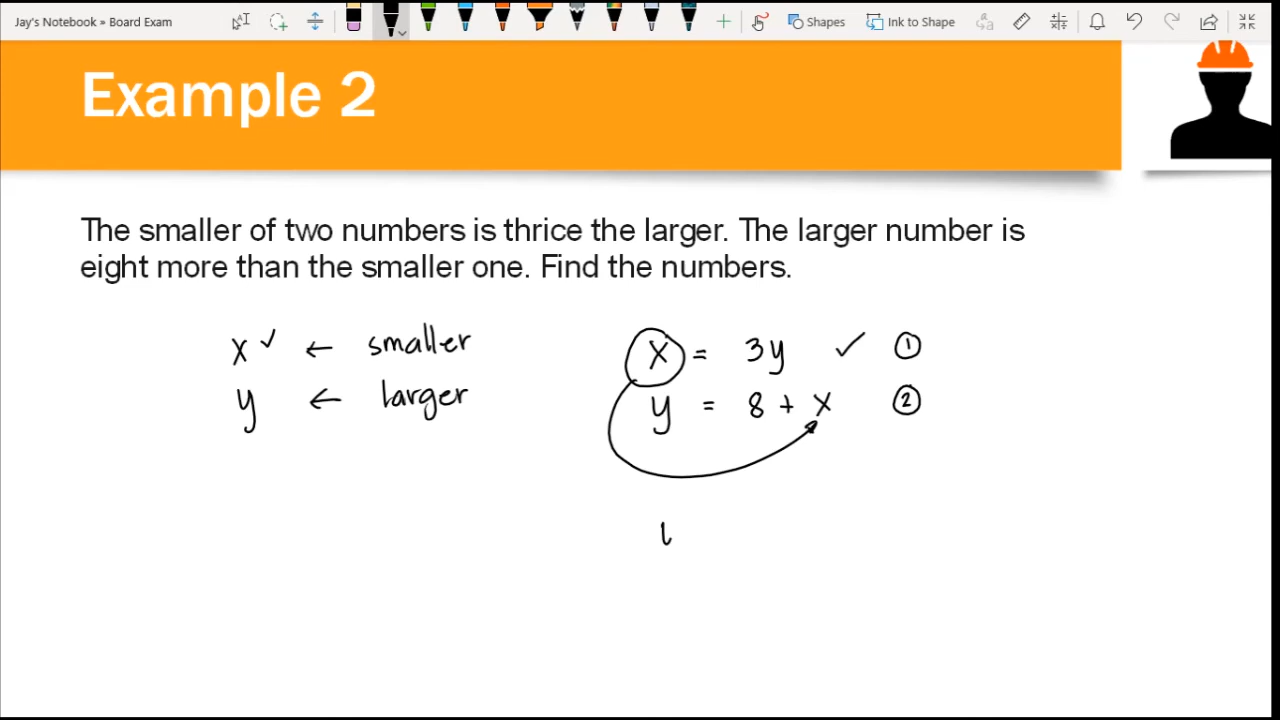 Jay's Notebook » Board Exam
Shapes
Ink to Shape
Example 2
The smaller of two numbers is thrice the larger. The larger number is
eight more than the smaller one. Find the numbers.
x ✓ ← smaller
y ← larger
x = 3y ✓ ①
y = 8 + x ②